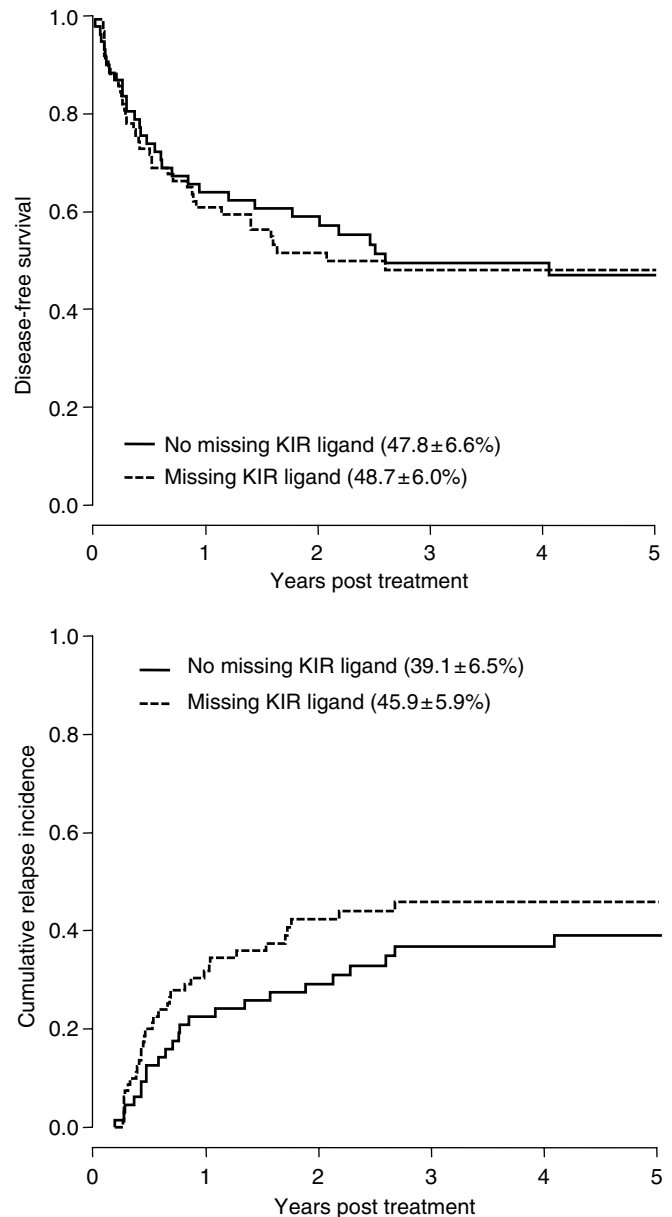 1.0
0.8
0.6
0.4
0.2
0.0
Disease-free survival
No missing KIR ligand (47.8±6.6%)
Missing KIR ligand (48.7±6.0%)
0 1 2 3 4 5
Years post treatment
1.0
0.8
0.6
0.4
0.2
0.0
Cumulative relapse incidence
No missing KIR ligand (39.1±6.5%)
Missing KIR ligand (45.9±5.9%)
0 1 2 3 4 5
Years post treatment